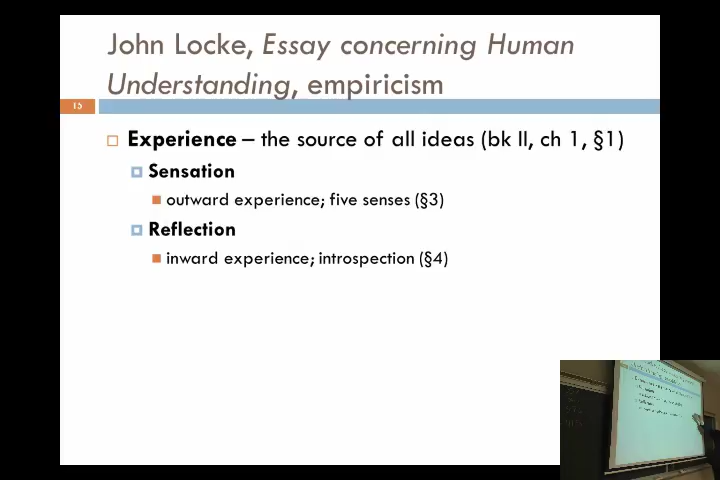 John Locke, Essay concerning Human
Understanding, empiricism
15
Experience – the source of all ideas (bk II, ch 1, §1)
Sensation
outward experience; five senses (§3)
Reflection
inward experience; introspection (§4)